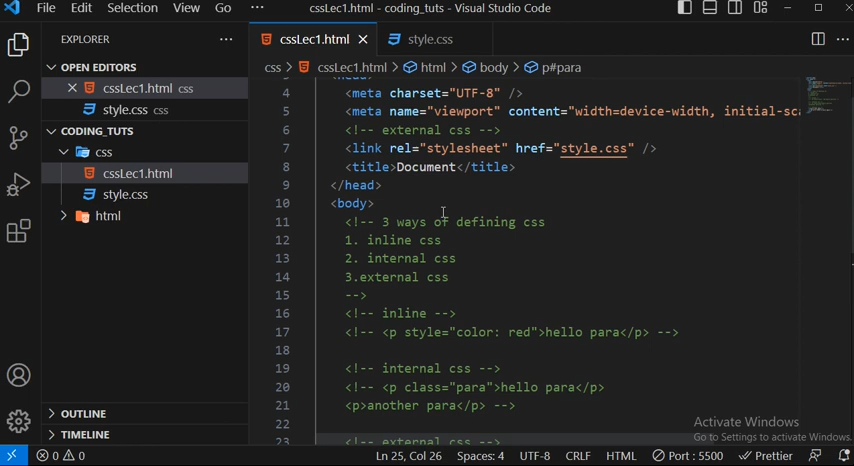 File Edit Selection View Go ··· cssLec1.html - coding_tuts - Visual Studio Code
EXPLORER ···
OPEN EDITORS
cssLec1.html css
style.css css
CODING_TUTS
css
cssLec1.html
style.css
html
OUTLINE
TIMELINE
cssLec1.html
style.css
css > cssLec1.html > html > body > p#para
4 <meta charset="UTF-8" />
5 <meta name="viewport" content="width=device-width, initial-sca
6 <!-- external css -->
7 <link rel="stylesheet" href="style.css" />
8 <title>Document</title>
9 </head>
10 <body>
11 <!-- 3 ways of defining css
12 1. inline css
13 2. internal css
14 3.external css
15 -->
16 <!-- inline -->
17 <!-- <p style="color: red">hello para</p> -->
18
19 <!-- internal css -->
20 <!-- <p class="para">hello para</p>
21 <p>another para</p> -->
22
23 <!-- external css -->
Activate Windows
Go to Settings to activate Windows.
0 0 Ln 25, Col 26 Spaces: 4 UTF-8 CRLF HTML Port : 5500 Prettier